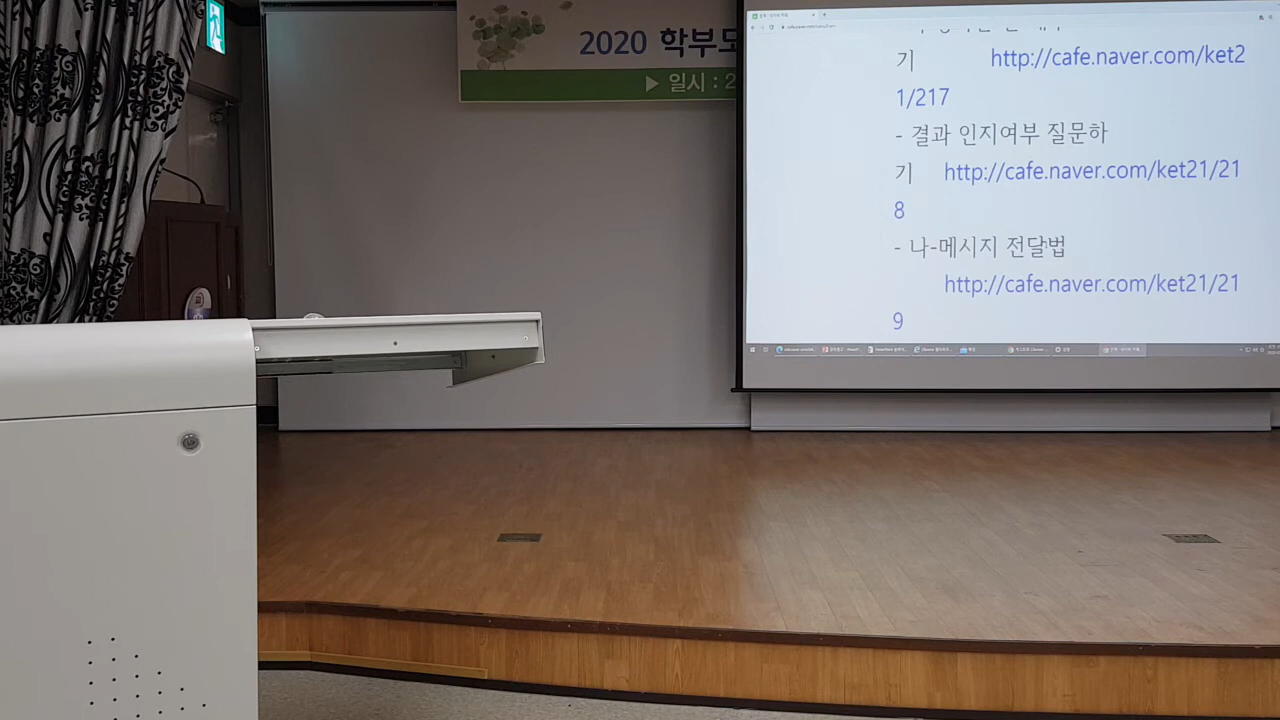 2020 학부모
▶ 일시 : 2
기 http://cafe.naver.com/ket2
1/217
- 결과 인지여부 질문하
기 http://cafe.naver.com/ket21/21
8
- 나-메시지 전달법
http://cafe.naver.com/ket21/21
9